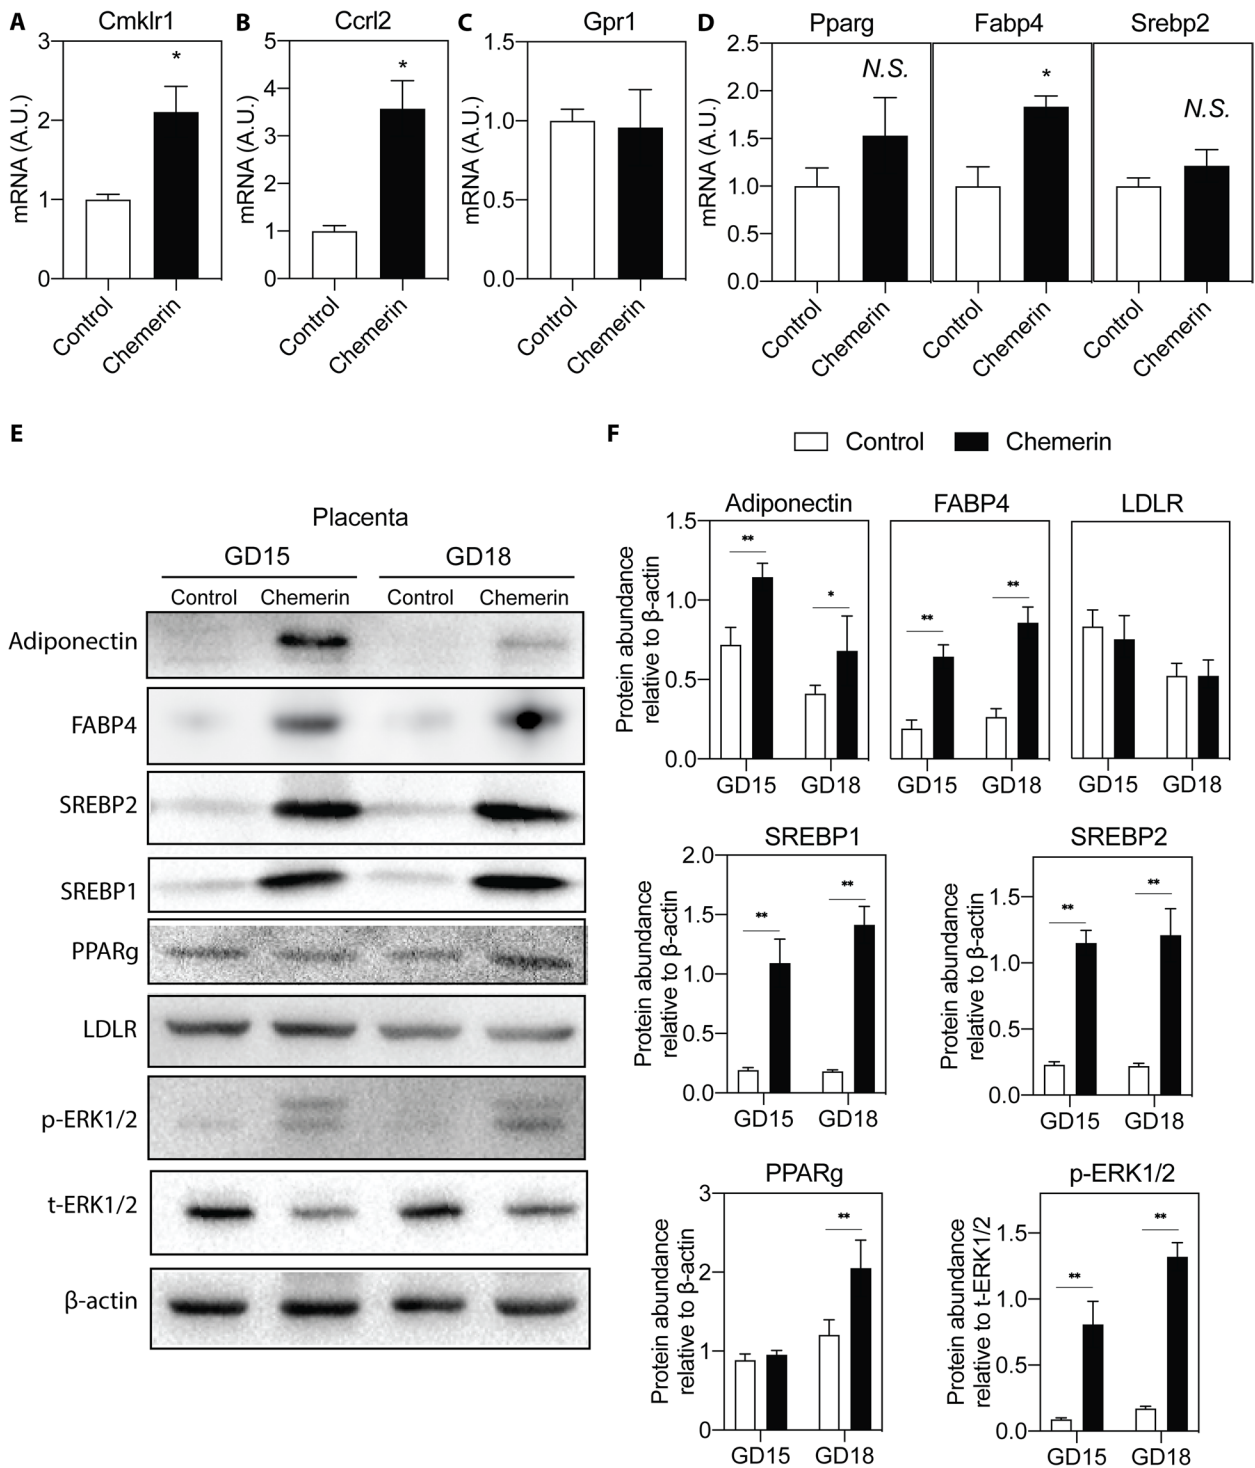 A
Cmklr1
mRNA (A.U.)
3
2
1
0
*
Control
Chemerin
B
Ccrl2
mRNA (A.U.)
5
4
3
2
1
0
*
Control
Chemerin
C
Gpr1
mRNA (A.U.)
1.5
1.0
0.5
0.0
Control
Chemerin
D
Pparg
Fabp4
Srebp2
mRNA (A.U.)
2.5
2.0
1.5
1.0
0.5
0.0
N.S.
*
N.S.
Control
Chemerin
Control
Chemerin
Control
Chemerin
E
Placenta
GD15
GD18
Control
Chemerin
Control
Chemerin
Adiponectin
FABP4
SREBP2
SREBP1
PPARg
LDLR
p-ERK1/2
t-ERK1/2
β-actin
F
Control
Chemerin
Adiponectin
FABP4
LDLR
Protein abundance
relative to β-actin
1.5
1.0
0.5
0.0
**
*
**
**
GD15
GD18
GD15
GD18
GD15
GD18
SREBP1
Protein abundance
relative to β-actin
2.0
1.5
1.0
0.5
0.0
**
**
GD15
GD18
SREBP2
Protein abundance
relative to β-actin
1.5
1.0
0.5
0.0
**
**
GD15
GD18
PPARg
Protein abundance
relative to β-actin
3
2
1
0
**
GD15
GD18
p-ERK1/2
Protein abundance
relative to t-ERK1/2
1.5
1.0
0.5
0.0
**
**
GD15
GD18